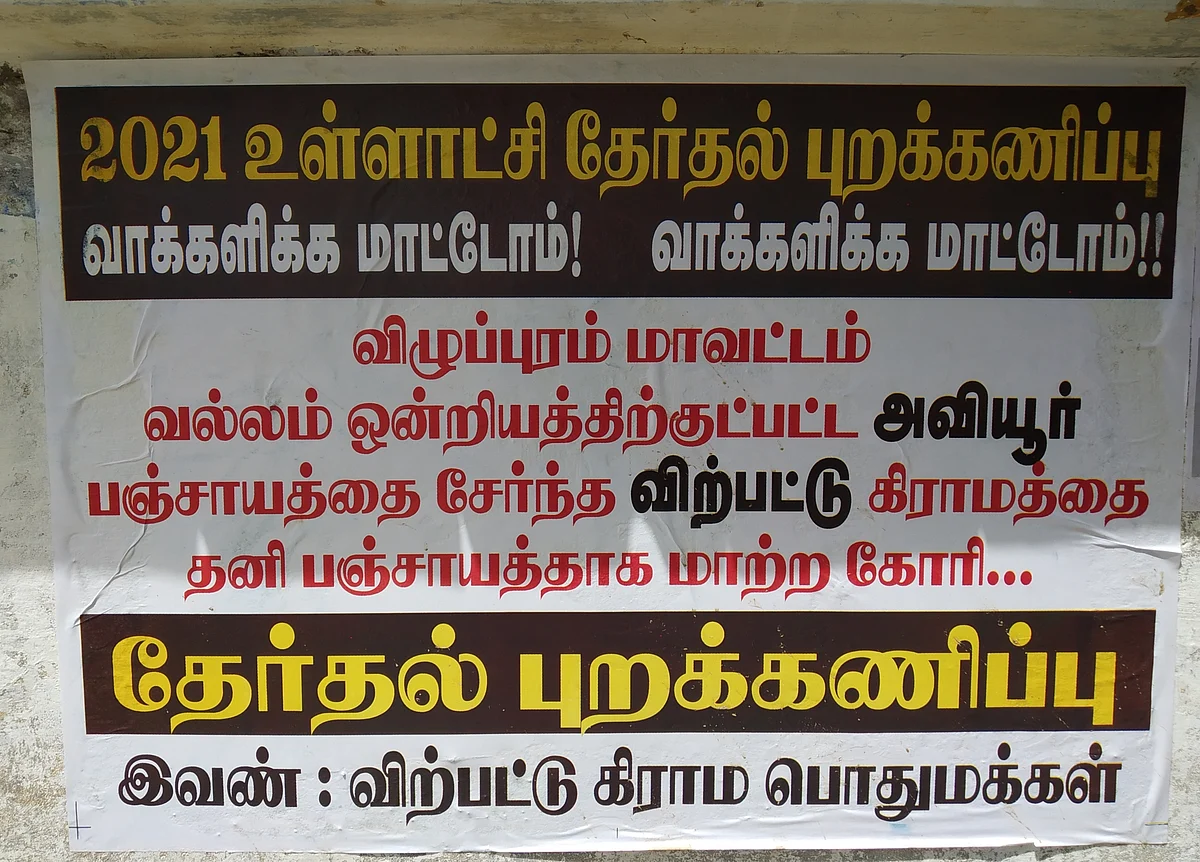 2021 உள்ளாட்சி தேர்தல் புறக்கணிப்பு
வாக்களிக்க மாட்டோம்! வாக்களிக்க மாட்டோம்!!
விழுப்புரம் மாவட்டம்
வல்லம் ஒன்றியத்திற்குட்பட்ட அவியூர்
பஞ்சாயத்தை சேர்ந்த விற்பட்டு கிராமத்தை
தனி பஞ்சாயத்தாக மாற்ற கோரி...
தேர்தல் புறக்கணிப்பு
இவண் : விற்பட்டு கிராம பொதுமக்கள்